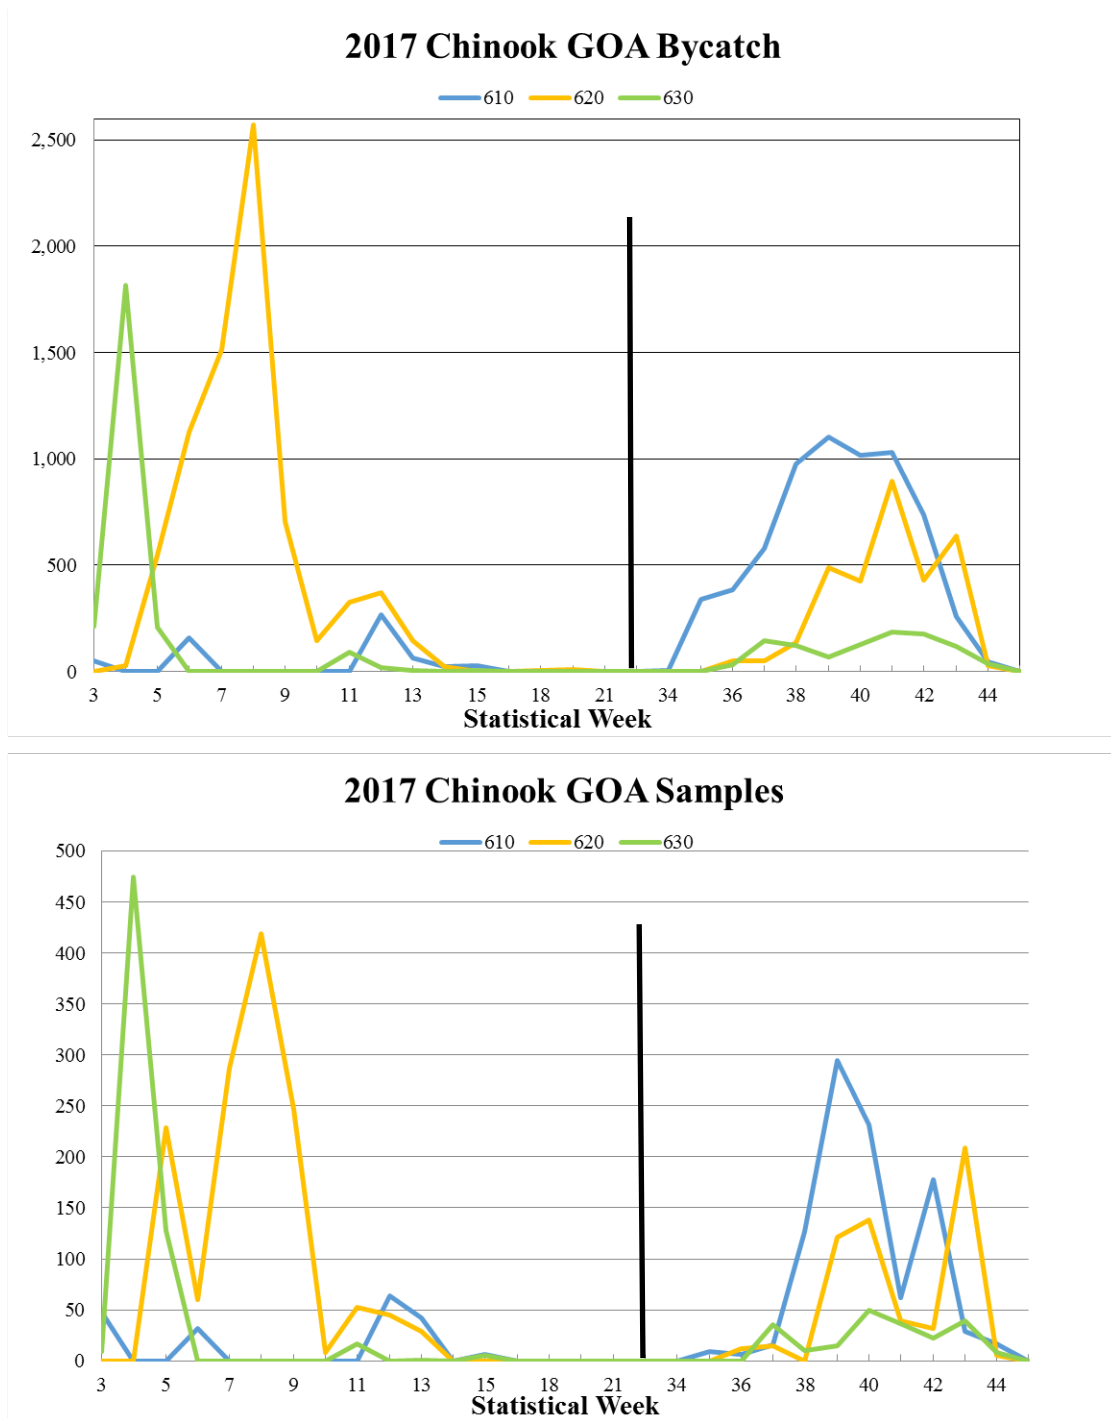 2017 Chinook GOA Bycatch
610 620 630
2,500
2,000
1,500
1,000
500
0
3 5 7 9 11 13 15 18 21 34 36 38 40 42 44
Statistical Week
2017 Chinook GOA Samples
610 620 630
500
450
400
350
300
250
200
150
100
50
0
3 5 7 9 11 13 15 18 21 34 36 38 40 42 44
Statistical Week